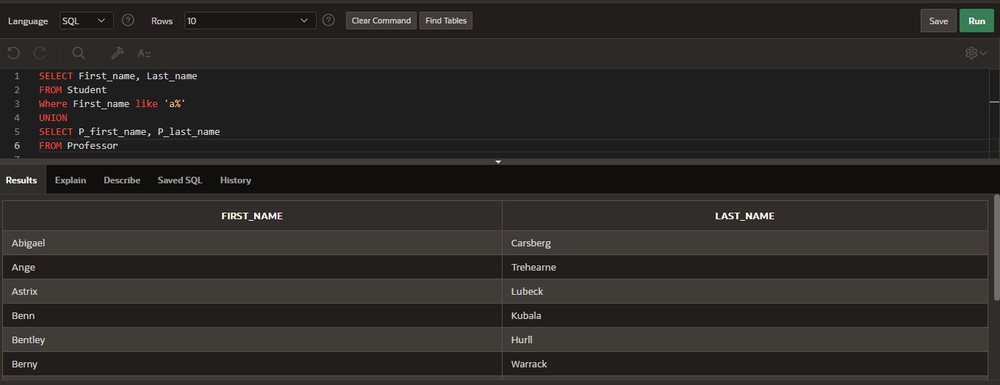 Language SQL ? Rows 10 ? Clear Command Find Tables Save Run
A::
1 SELECT First_name, Last_name
2 FROM Student
3 Where First_name like 'a%'
4 UNION
5 SELECT P_first_name, P_last_name
6 FROM Professor
7
Results Explain Describe Saved SQL History
FIRST_NAME LAST_NAME
Abigael Carsberg
Ange Trehearne
Astrix Lubeck
Benn Kubala
Bentley Hurll
Berny Warrack